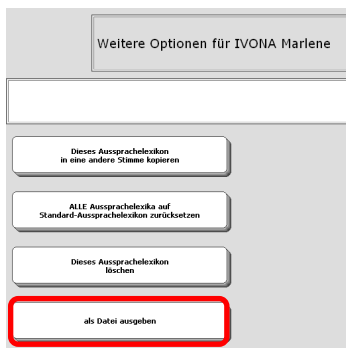 Weitere Optionen für IVONA Marlene
Dieses Aussprachelexikon
in eine andere Stimme kopieren
ALLE Aussprachelexika auf
Standard-Aussprachelexikon zurücksetzen
Dieses Aussprachelexikon
löschen
als Datei ausgeben